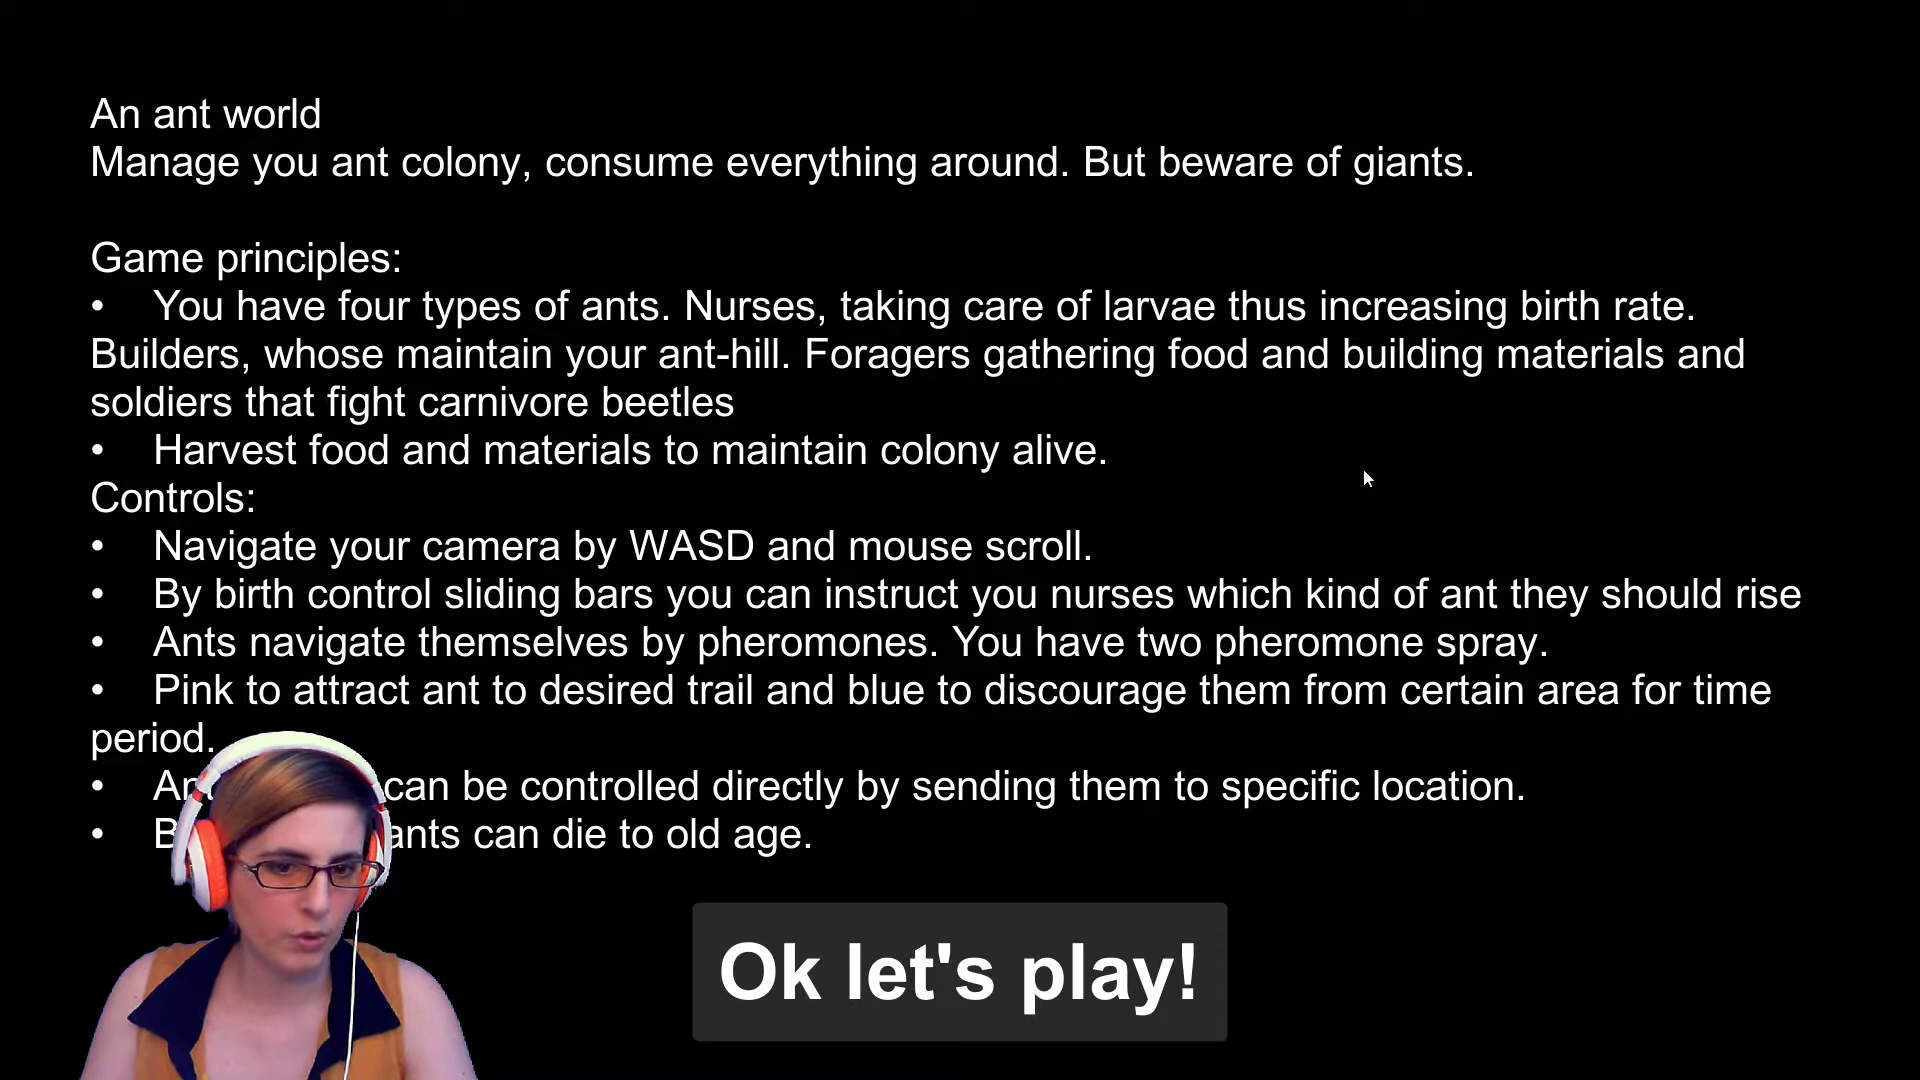 An ant world
Manage you ant colony, consume everything around. But beware of giants.
Game principles:
• You have four types of ants. Nurses, taking care of larvae thus increasing birth rate.
Builders, whose maintain your ant-hill. Foragers gathering food and building materials and
soldiers that fight carnivore beetles
• Harvest food and materials to maintain colony alive.
Controls:
• Navigate your camera by WASD and mouse scroll.
• By birth control sliding bars you can instruct you nurses which kind of ant they should rise
• Ants navigate themselves by pheromones. You have two pheromone spray.
• Pink to attract ant to desired trail and blue to discourage them from certain area for time
period.
• can be controlled directly by sending them to specific location.
• ants can die to old age.
Ok let's play!